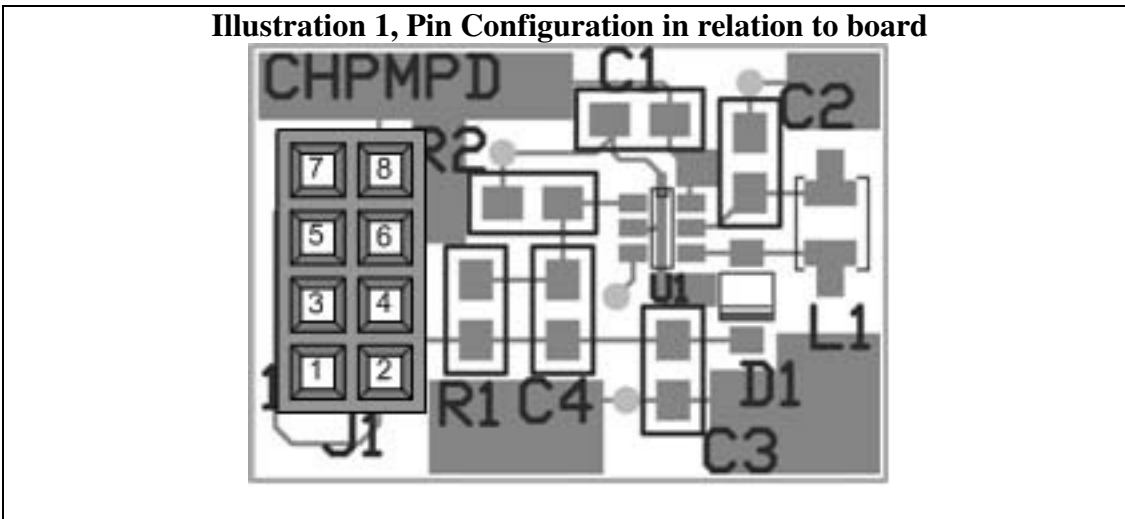 Illustration 1, Pin Configuration in relation to board
CHPMPD
C1
C2
R2
7 8
5 6
3 4
1 2
U1
L1
D1
1
R1 C4
J1
C3